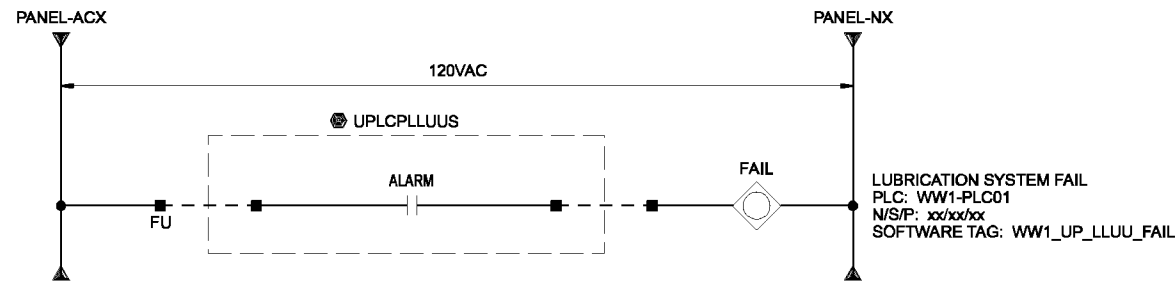 PANEL-ACX
PANEL-NX
120VAC
UPLCPLLUUS
ALARM
FAIL
FU
LUBRICATION SYSTEM FAIL
PLC: WW1-PLC01
N/S/P: xx/xx/xx
SOFTWARE TAG: WW1_UP_LLUU_FAIL